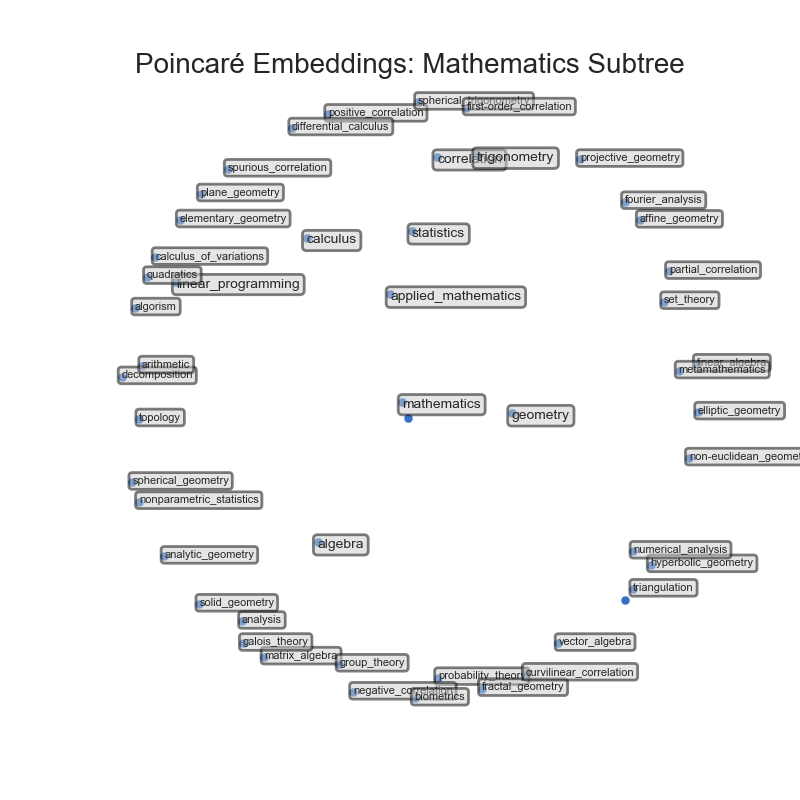 Poincaré Embeddings: Mathematics Subtree
spherical_trigonometry
first-order_correlation
positive_correlation
differential_calculus
correlation
trigonometry
projective_geometry
spurious_correlation
plane_geometry
fourier_analysis
elementary_geometry
affine_geometry
calculus
statistics
calculus_of_variations
partial_correlation
quadratics
linear_programming
applied_mathematics
set_theory
algorism
linear_algebra
arithmetic
metamathematics
decomposition
mathematics
elliptic_geometry
geometry
topology
non-euclidean_geomet
spherical_geometry
nonparametric_statistics
algebra
numerical_analysis
analytic_geometry
hyperbolic_geometry
triangulation
solid_geometry
analysis
galois_theory
vector_algebra
matrix_algebra
group_theory
curvilinear_correlation
probability_theory
fractal_geometry
negative_correlation
biometrics